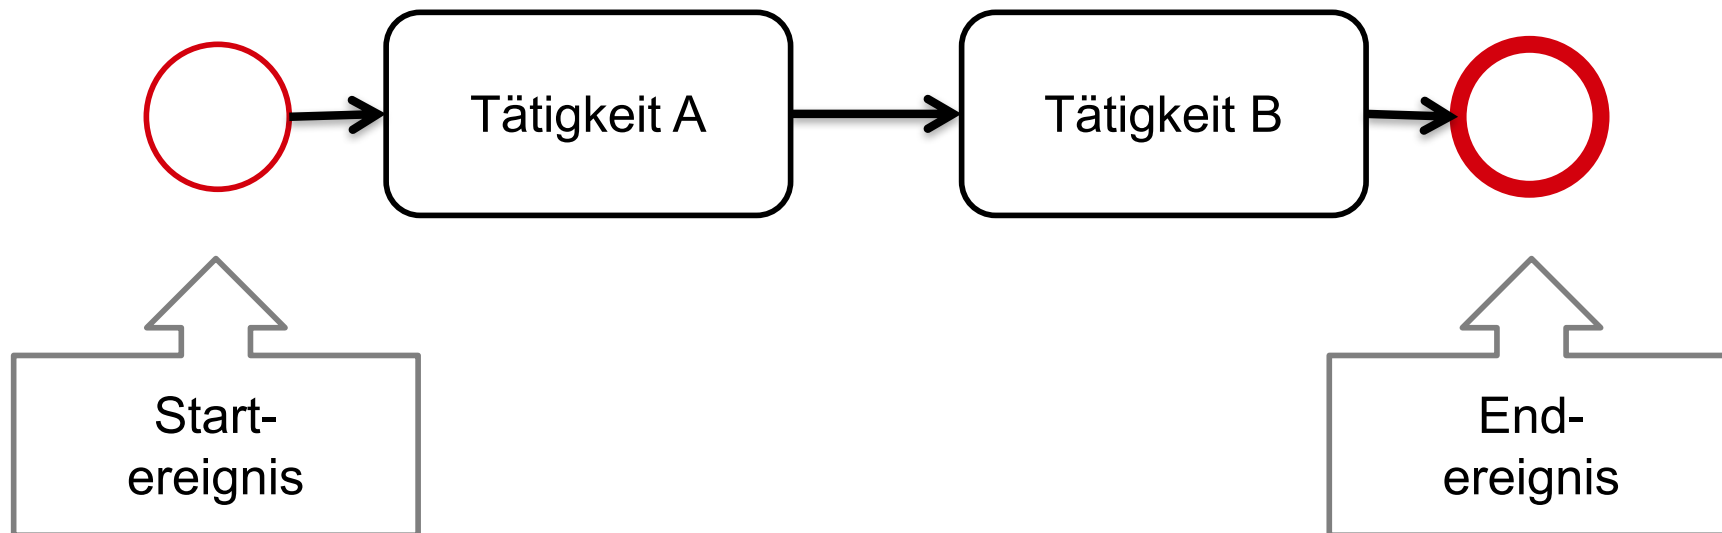 Tätigkeit A
Tätigkeit B
Start-
ereignis
End-
ereignis